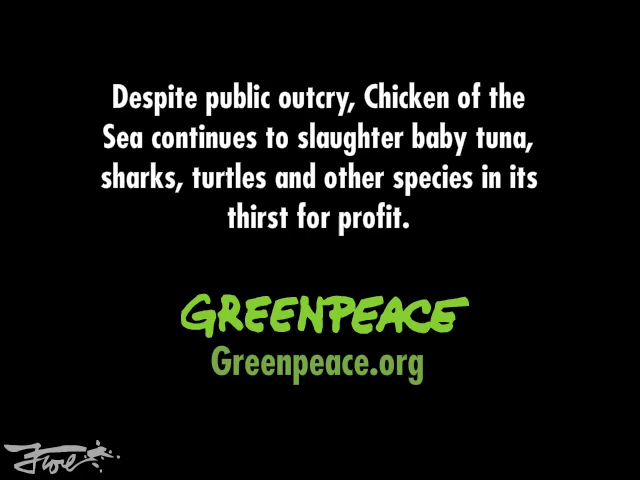 Despite public outcry, Chicken of the
Sea continues to slaughter baby tuna,
sharks, turtles and other species in its
thirst for profit.
GREENPEACE
Greenpeace.org
Fiore